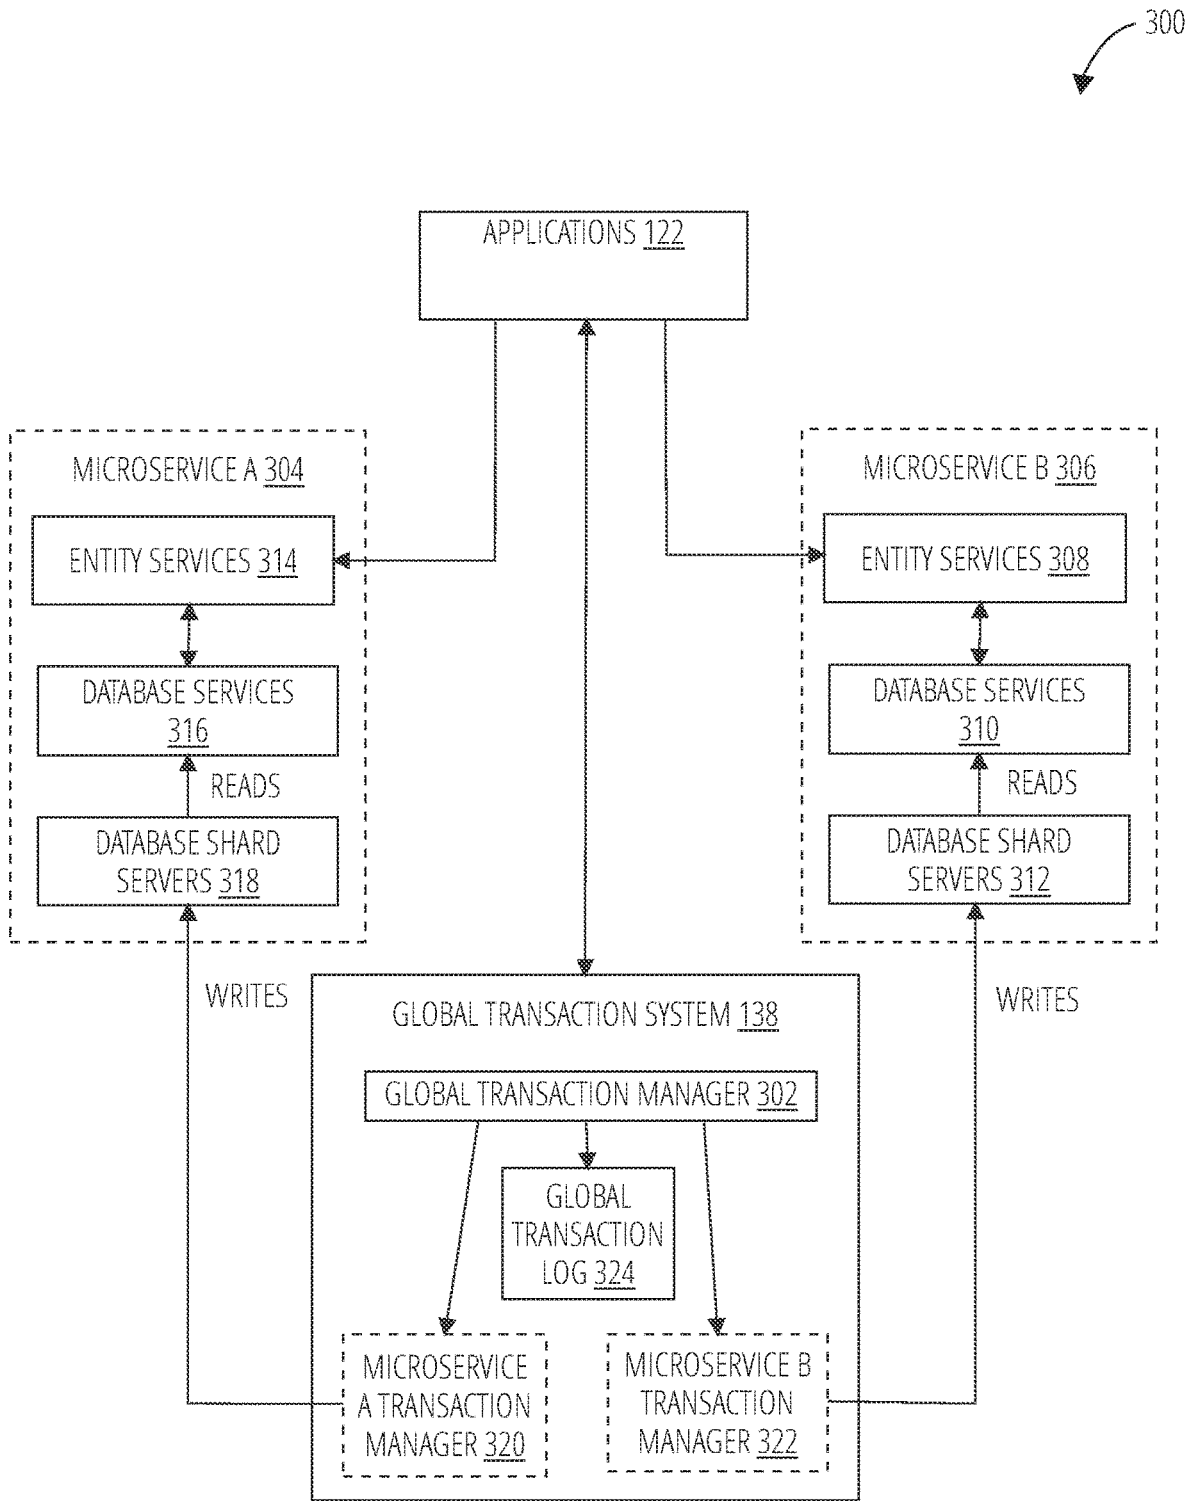 300
APPLICATIONS 122
MICROSERVICE A 304
ENTITY SERVICES 314
DATABASE SERVICES
316
READS
DATABASE SHARD
SERVERS 318
WRITES
MICROSERVICE B 306
ENTITY SERVICES 308
DATABASE SERVICES
310
READS
DATABASE SHARD
SERVERS 312
WRITES
GLOBAL TRANSACTION SYSTEM 138
GLOBAL TRANSACTION MANAGER 302
GLOBAL
TRANSACTION
LOG 324
MICROSERVICE
A TRANSACTION
MANAGER 320
MICROSERVICE B
TRANSACTION
MANAGER 322